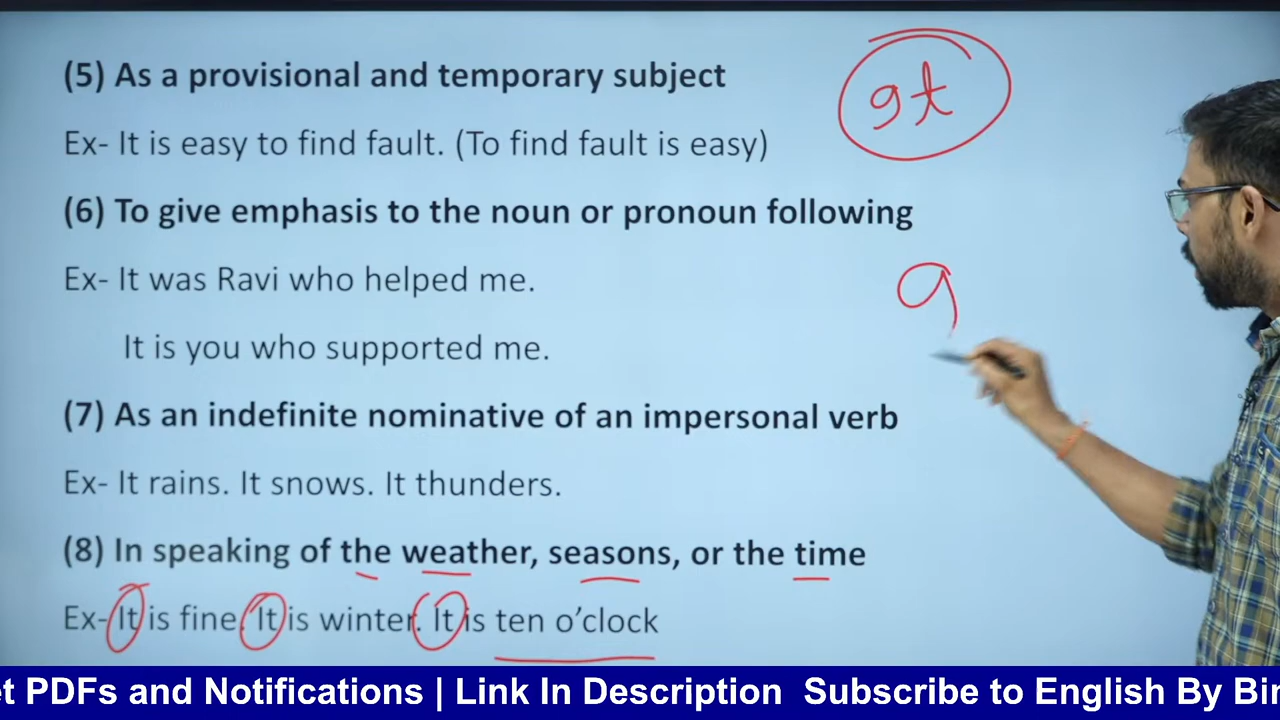 (5) As a provisional and temporary subject
It
Ex- It is easy to find fault. (To find fault is easy)
(6) To give emphasis to the noun or pronoun following
Ex- It was Ravi who helped me.
It is you who supported me.
(7) As an indefinite nominative of an impersonal verb
Ex- It rains. It snows. It thunders.
(8) In speaking of the weather, seasons, or the time
Ex- It is fine. It is winter. It is ten o’clock
PDFs and Notifications | Link In Description Subscribe to English By